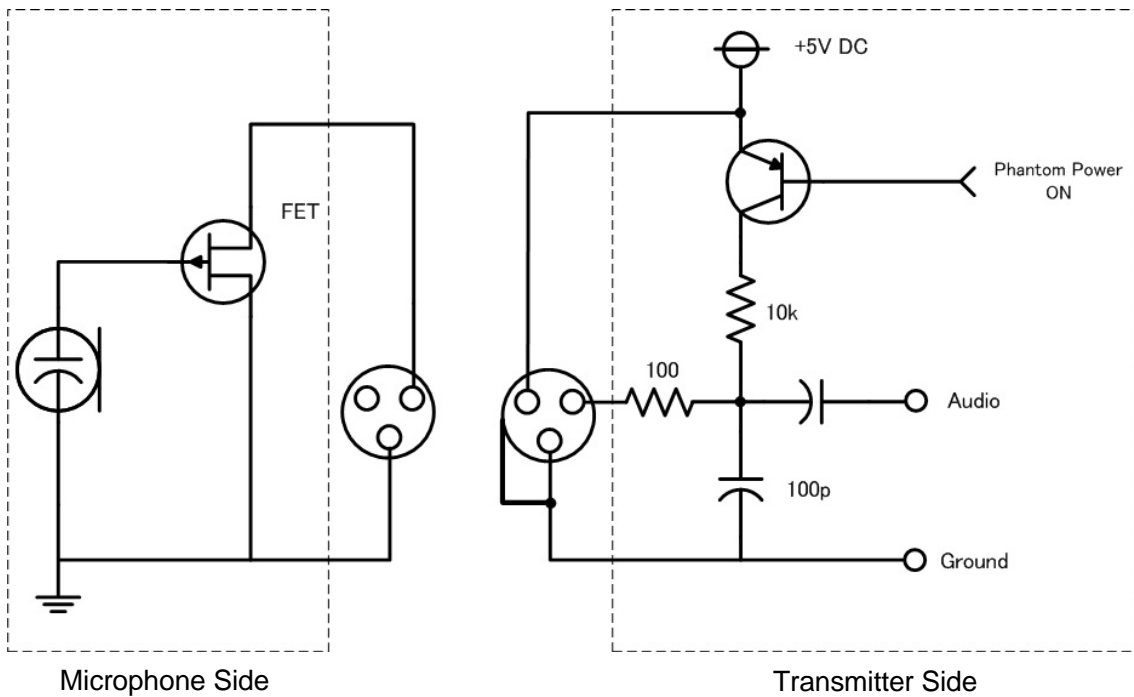 +5V DC
Phantom Power
ON
FET
10k
100
Audio
100p
Ground
Microphone Side
Transmitter Side